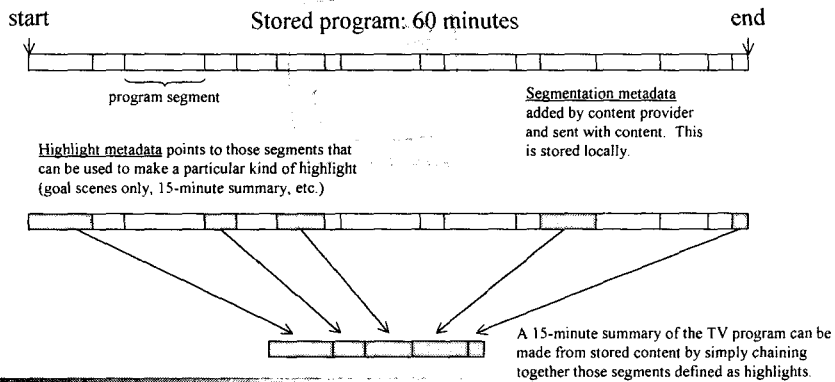 start
Stored program: 60 minutes
end
program segment
Segmentation metadata
added by content provider
and sent with content. This
is stored locally.
Highlight metadata points to those segments that
can be used to make a particular kind of highlight
(goal scenes only, 15-minute summary, etc.)
A 15-minute summary of the TV program can be
made from stored content by simply chaining
together those segments defined as highlights.